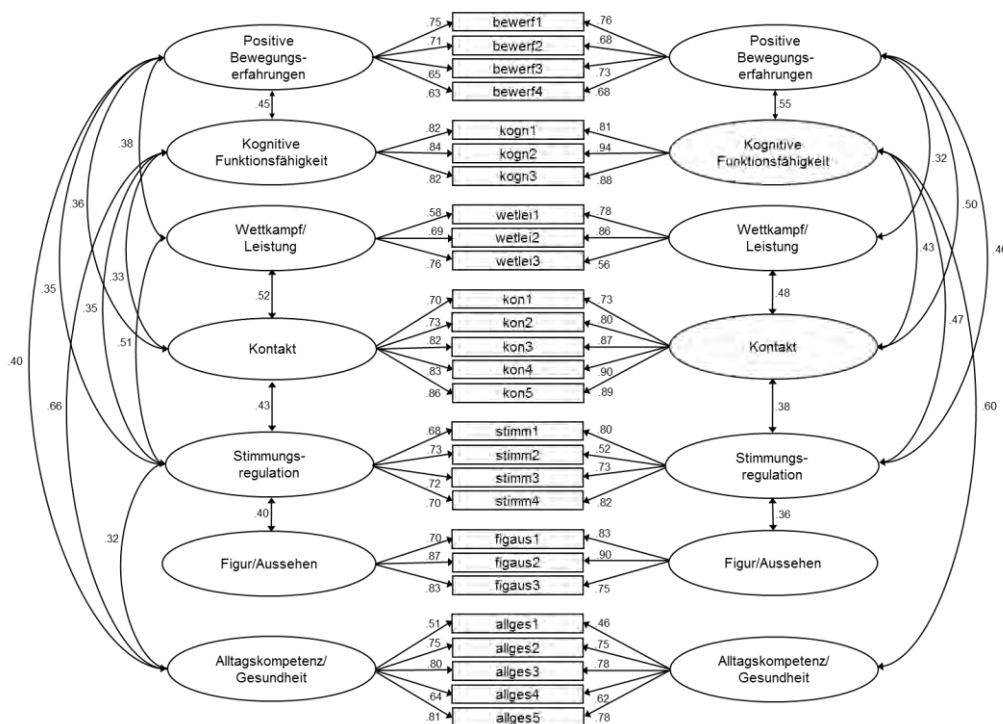 Positive
Bewegungs-
erfahrungen
.75
.71
.65
.63
bewerf1
bewerf2
bewerf3
bewerf4
.76
.68
.73
.68
Positive
Bewegungs-
erfahrungen
.45
.55
Kognitive
Funktionsfähigkeit
.82
.84
.82
kogn1
kogn2
kogn3
.81
.94
.88
Kognitive
Funktionsfähigkeit
.38
.32
Wettkampf/
Leistung
.58
.69
.76
wetlei1
wetlei2
wetlei3
.78
.86
.56
Wettkampf/
Leistung
.36
.33
.35
.35
.51
.52
.48
.50
.43
.46
.47
Kontakt
.70
.73
.82
.83
.86
kon1
kon2
kon3
kon4
kon5
.73
.80
.87
.90
.89
Kontakt
.40
.66
.43
.38
.60
Stimmungs-
regulation
.68
.73
.72
.70
stimm1
stimm2
stimm3
stimm4
.80
.52
.73
.82
Stimmungs-
regulation
.32
.40
.36
Figur/Aussehen
.70
.87
.83
figaus1
figaus2
figaus3
.83
.90
.75
Figur/Aussehen
Alltagskompetenz/
Gesundheit
.51
.75
.80
.64
.81
allges1
allges2
allges3
allges4
allges5
.46
.78
.62
.78
Alltagskompetenz/
Gesundheit